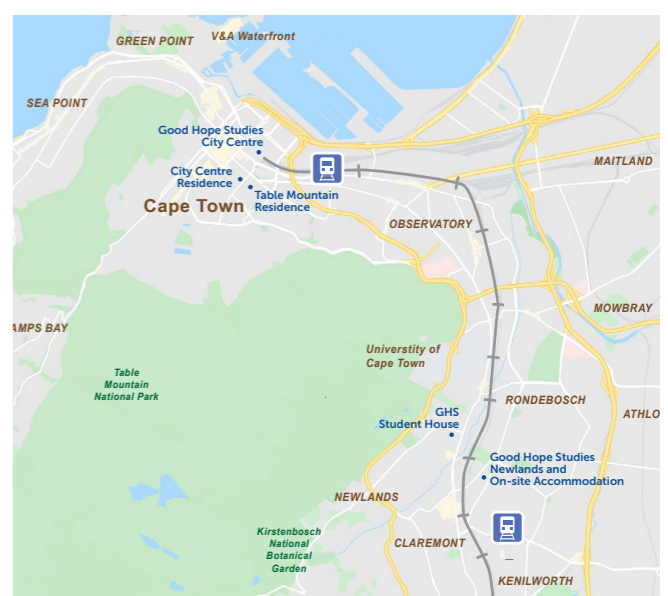 V&A Waterfront
GREEN POINT
SEA POINT
Good Hope Studies
City Centre
MAITLAND
City Centre
Residence
Table Mountain
Residence
Cape Town
OBSERVATORY
MOWBRAY
AMPS BAY
Universtity of
Cape Town
Table
Mountain
National Park
RONDEBOSCH
GHS
Student House
ATHLO
Good Hope Studies
Newlands and
On-site Accommodation
NEWLANDS
Kirstenbosch
National
Botanical
Garden
CLAREMONT
KENILWORTH